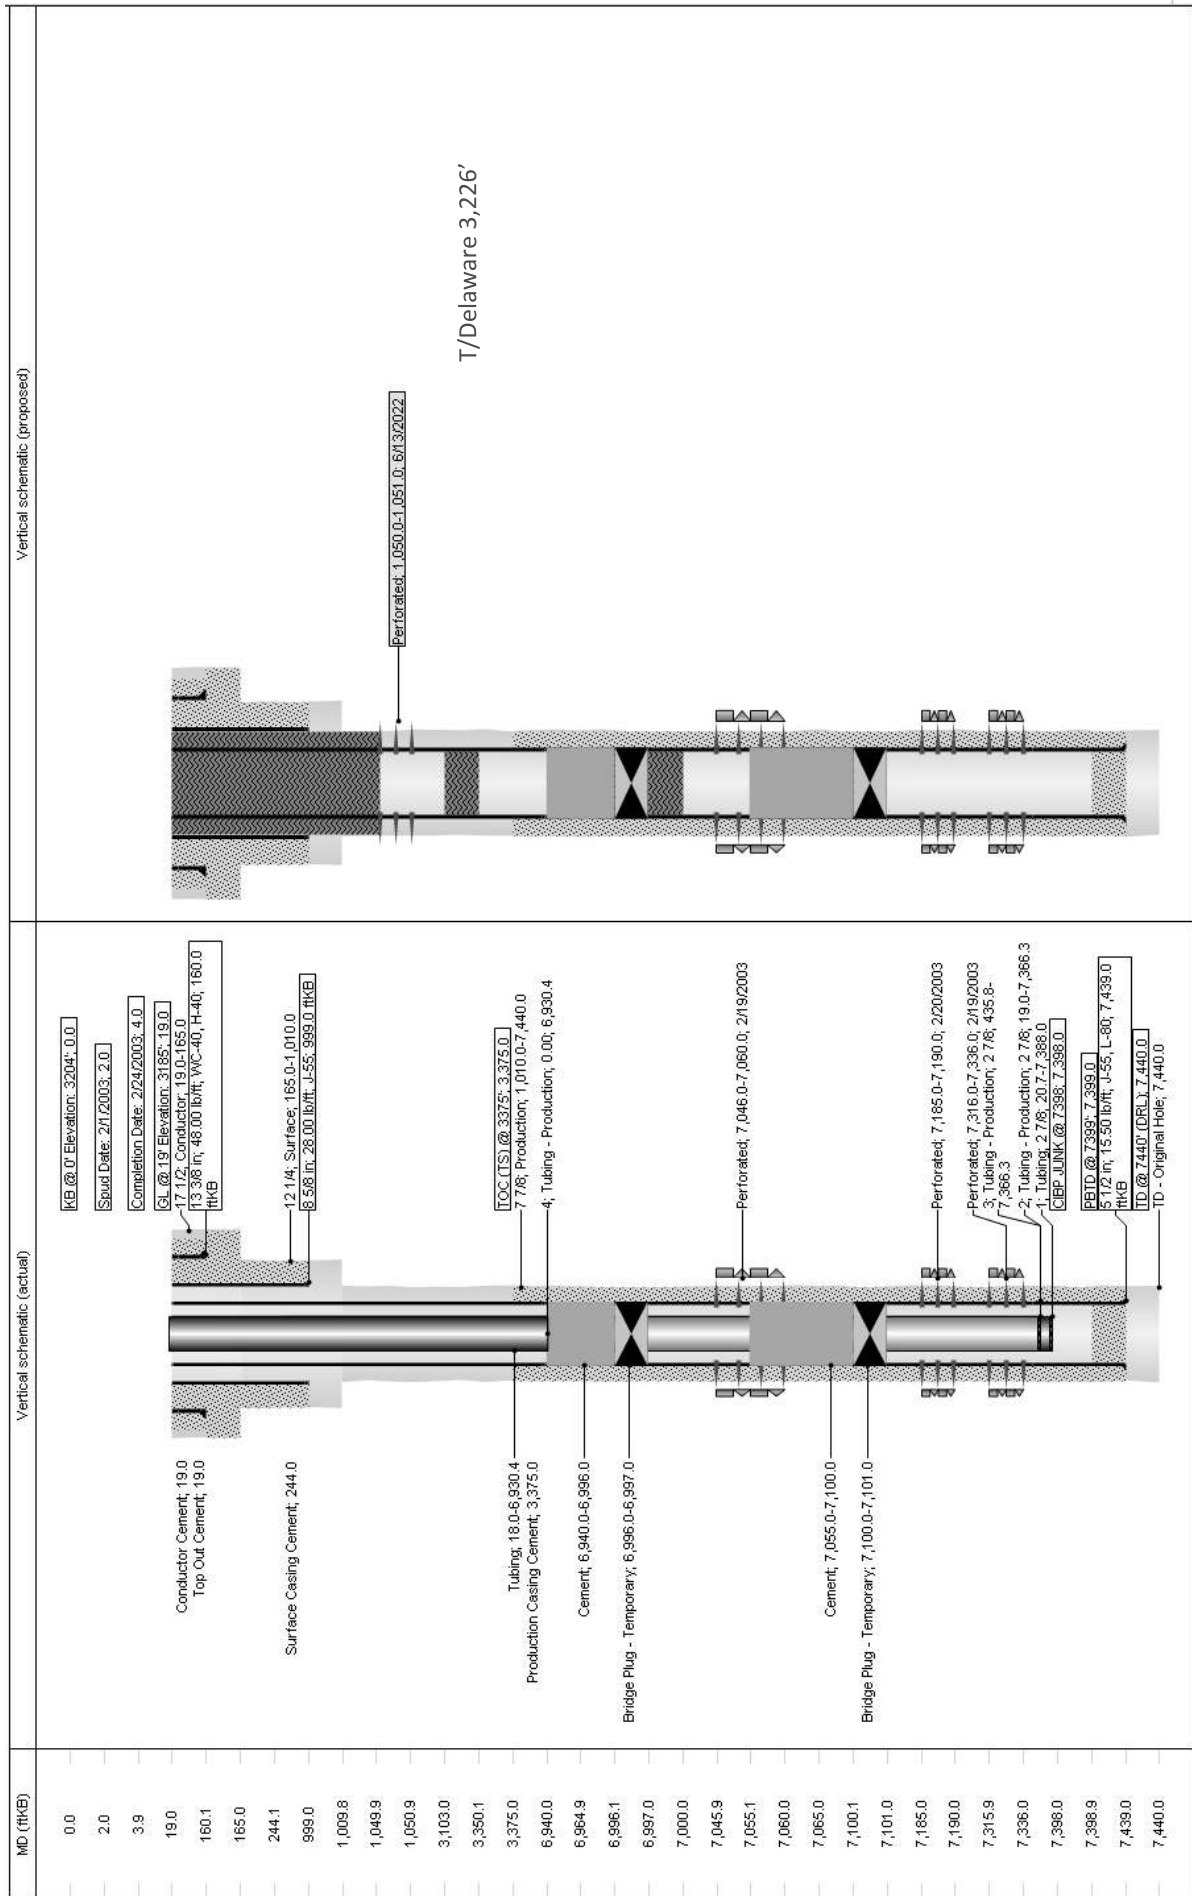 MD (ftKB)
Vertical schematic (actual)
Vertical schematic (proposed)
0.0
2.0
3.9
19.0
160.1
165.0
244.1
999.0
1,009.8
1,049.9
1,050.9
3,103.0
3,350.1
3,375.0
6,940.0
6,964.9
6,996.1
6,997.0
7,000.0
7,045.9
7,055.1
7,060.0
7,065.0
7,100.1
7,101.0
7,185.0
7,190.0
7,315.9
7,336.0
7,398.0
7,398.9
7,439.0
7,440.0
Conductor Cement; 19.0
Top Out Cement; 19.0
Surface Casing Cement; 244.0
Tubing; 18.0-6,930.4
Production Casing Cement; 3,375.0
Cement; 6,940.0-6,996.0
Bridge Plug - Temporary; 6,996.0-6,997.0
Cement; 7,055.0-7,100.0
Bridge Plug - Temporary; 7,100.0-7,101.0
KB @ 0' Elevation: 3204'; 0.0
Spud Date: 2/1/2003; 2.0
Completion Date: 2/24/2003; 4.0
GL @ 19' Elevation: 3185'; 19.0
17 1/2; Conductor; 19.0-165.0
13 3/8 in; 48.00 lb/ft; WC-40, H-40; 160.0
ftKB
12 1/4; Surface; 165.0-1,010.0
8 5/8 in; 28.00 lb/ft; J-55; 999.0 ftKB
TOC (TS) @ 3375'; 3,375.0
7 7/8; Production; 1,010.0-7,440.0
4; Tubing - Production; 0.00; 6,930.4
Perforated; 7,046.0-7,060.0; 2/19/2003
Perforated; 7,185.0-7,190.0; 2/20/2003
Perforated; 7,316.0-7,336.0; 2/19/2003
3; Tubing - Production; 2 7/8; 435.8-
7,366.3
2; Tubing - Production; 2 7/8; 19.0-7,366.3
1; Tubing; 2 7/8; 20.7-7,388.0
CIBP JUNK @ 7398; 7,398.0
PBTD @ 7399'; 7,399.0
5 1/2 in; 15.50 lb/ft; J-55, L-80; 7,439.0
ftKB
TD @ 7440' (DRL); 7,440.0
TD - Original Hole; 7,440.0
Perforated; 1,050.0-1,051.0; 6/13/2022
T/Delaware 3,226'